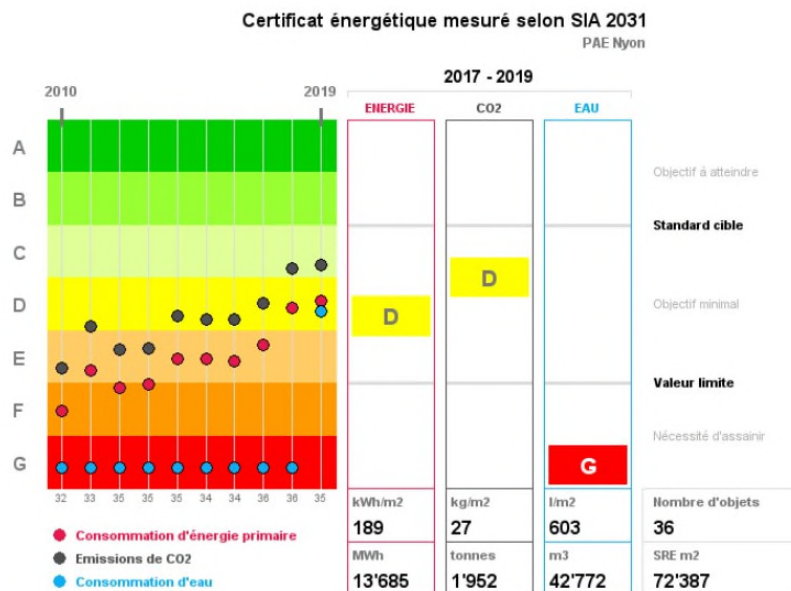 Certificat énergétique mesuré selon SIA 2031
PAE Nyon
2017 - 2019
2010 2019
ENERGIE CO2 EAU
A
Objectif à atteindre
B
Standard cible
C
D
D
D
Objectif minimal
E
Valeur limite
F
Nécessité d'assainir
G
G
32 33 35 35 35 34 34 36 36 35
kWh/m2 kg/m2 l/m2 Nombre d'objets
189 27 603 36
Consommation d'énergie primaire
Emissions de CO2
Consommation d'eau
MWh tonnes m3 SRE m2
13'685 1'952 42'772 72'387